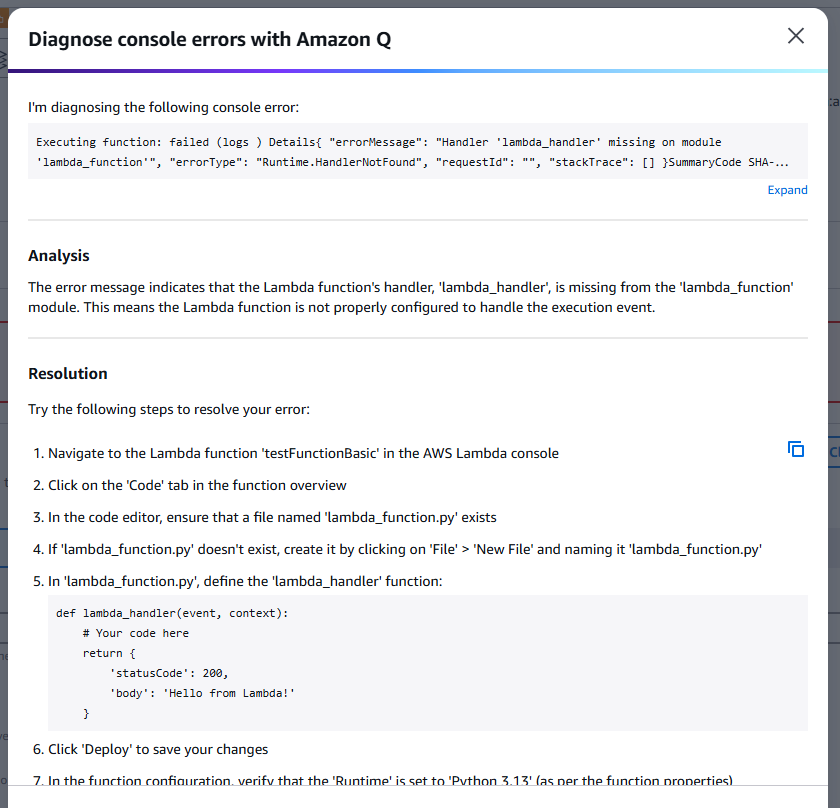 Diagnose console errors with Amazon Q
I'm diagnosing the following console error:
Executing function: failed (logs ) Details{ "errorMessage": "Handler 'lambda_handler' missing on module
'lambda_function'", "errorType": "Runtime.HandlerNotFound", "requestId": "", "stackTrace": [] }SummaryCode SHA-...
Expand
Analysis
The error message indicates that the Lambda function's handler, 'lambda_handler', is missing from the 'lambda_function'
module. This means the Lambda function is not properly configured to handle the execution event.
Resolution
Try the following steps to resolve your error:
1. Navigate to the Lambda function 'testFunctionBasic' in the AWS Lambda console
2. Click on the 'Code' tab in the function overview
3. In the code editor, ensure that a file named 'lambda_function.py' exists
4. If 'lambda_function.py' doesn't exist, create it by clicking on 'File' > 'New File' and naming it 'lambda_function.py'
5. In 'lambda_function.py', define the 'lambda_handler' function:
def lambda_handler(event, context):
    # Your code here
    return {
        'statusCode': 200,
        'body': 'Hello from Lambda!'
    }
6. Click 'Deploy' to save your changes
7. In the function configuration, verify that the 'Runtime' is set to 'Python 3.13' (as per the function properties)